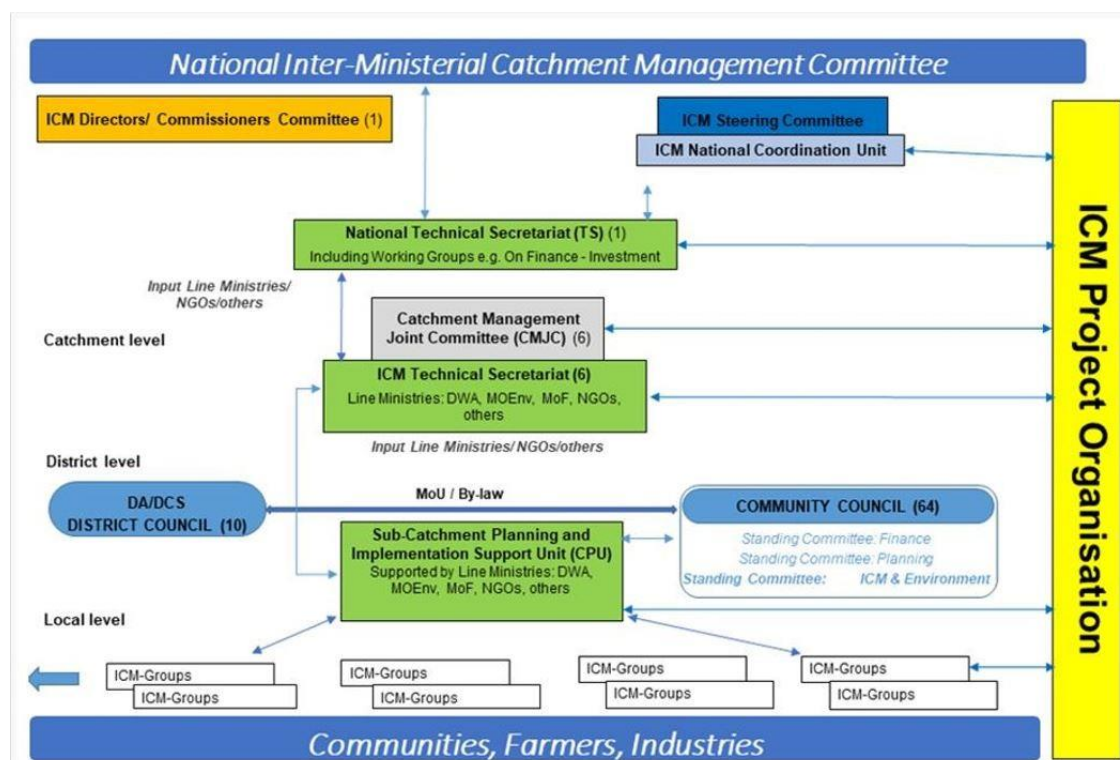 National Inter-Ministerial Catchment Management Committee
ICM Directors/ Commissioners Committee (1)
ICM Steering Committee
ICM National Coordination Unit
National Technical Secretariat (TS) (1)
Including Working Groups e.g. On Finance - Investment
Input Line Ministries/
NGOs/others
Catchment level
Catchment Management
Joint Committee (CMJC) (6)
ICM Technical Secretariat (6)
Line Ministries: DWA, MOEnv, MoF, NGOs,
others
Input Line Ministries/ NGOs/others
District level
DA/DCS
DISTRICT COUNCIL (10)
MoU / By-law
COMMUNITY COUNCIL (64)
Standing Committee: Finance
Standing Committee: Planning
Standing Committee: ICM & Environment
Sub-Catchment Planning and
Implementation Support Unit (CPU)
Supported by Line Ministries: DWA,
MOEnv, MoF, NGOs, others
Local level
ICM-Groups
ICM-Groups
ICM-Groups
ICM-Groups
ICM-Groups
ICM-Groups
ICM-Groups
ICM-Groups
Communities, Farmers, Industries
ICM Project Organisation